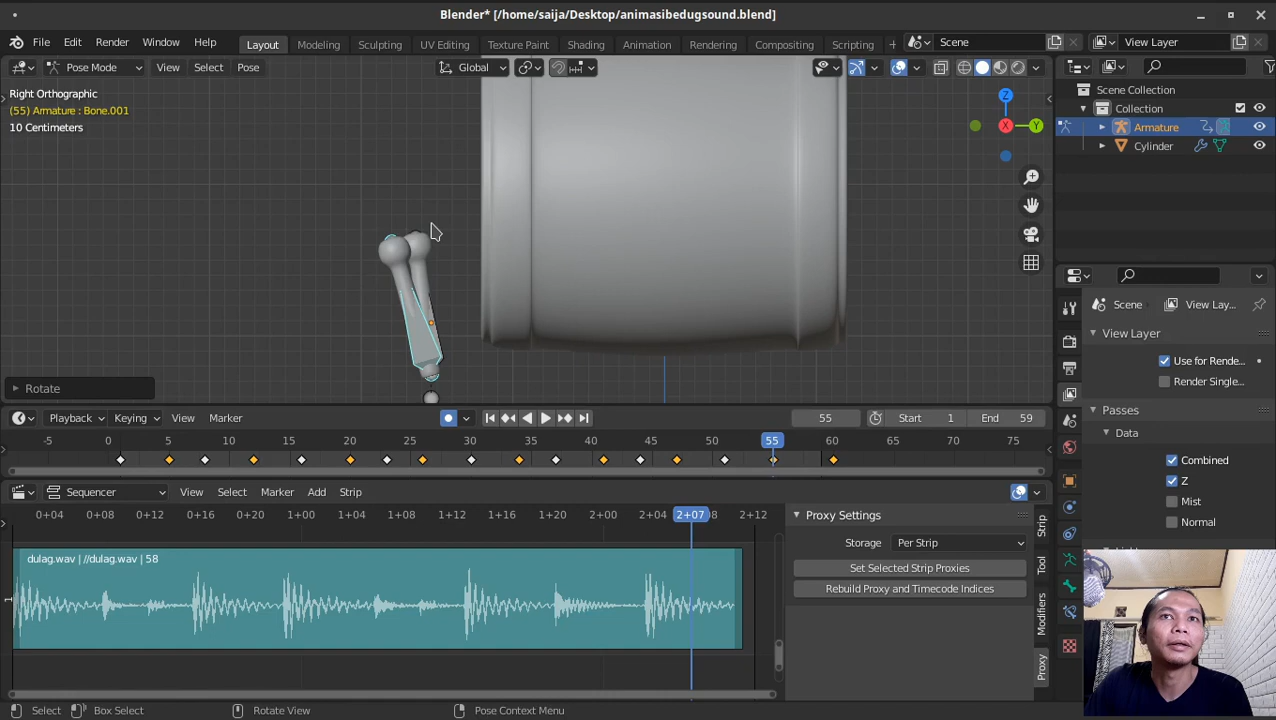 Blender* [/home/saija/Desktop/animasibedugsound.blend]
File Edit Render Window Help Layout Modeling Sculpting UV Editing Texture Paint Shading Animation Rendering Compositing Scripting + Scene View Layer
Pose Mode View Select Pose Global
Right Orthographic
(55) Armature : Bone.001
10 Centimeters
Z
X
Y
Rotate
Scene Collection
Collection
Armature
Cylinder
Scene View Lay...
View Layer
Use for Rende...
Render Single...
Passes
Data
Combined
Z
Mist
Normal
Playback Keying View Marker 55 Start 1 End 59
-5 0 5 10 15 20 25 30 35 40 45 50 55 60 65 70 75
Sequencer View Select Marker Add Strip
0+04 0+08 0+12 0+16 0+20 1+00 1+04 1+08 1+12 1+16 1+20 2+00 2+04 2+07 2+12
dulag.wav | //dulag.wav | 58
1
Proxy Settings
Storage Per Strip
Set Selected Strip Proxies
Rebuild Proxy and Timecode Indices
Strip
Tool
Modifiers
Proxy
Select Box Select Rotate View Pose Context Menu